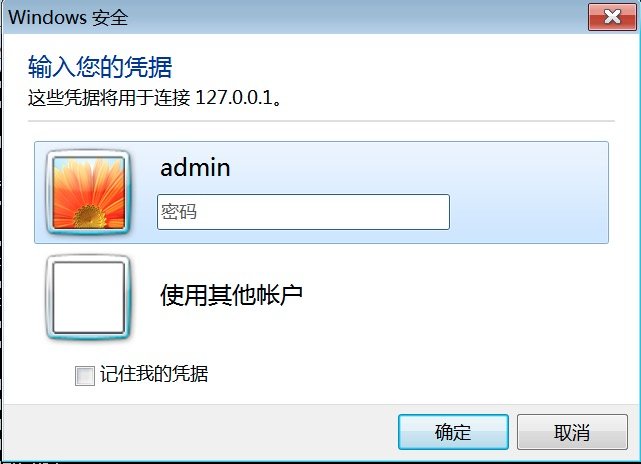 Windows 安全
输入您的凭据
这些凭据将用于连接 127.0.0.1。
admin
密码
使用其他帐户
记住我的凭据
确定
取消